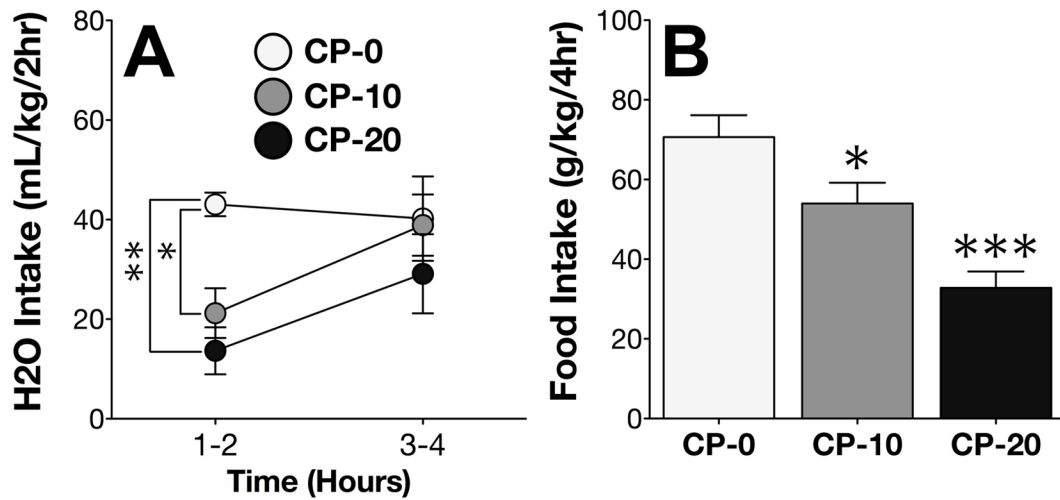 A
CP-0
CP-10
CP-20
H2O Intake (mL/kg/2hr)
80
60
40
20
0
**
*
1-2
3-4
Time (Hours)
B
Food Intake (g/kg/4hr)
100
80
60
40
20
0
*
***
CP-0
CP-10
CP-20